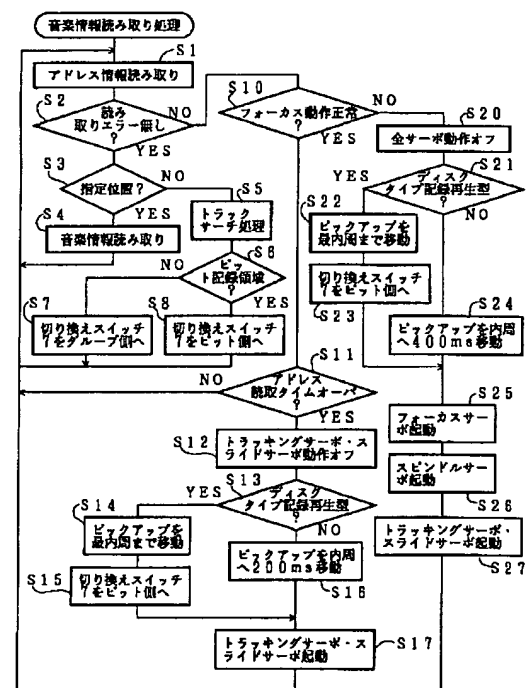 音楽情報読み取り処理
S1
アドレス情報読み取り
S2
読み
取りエラー無し
?
NO
YES
S3
指定位置?
NO
YES
S4
音楽情報読み取り
S5
トラック
サーチ処理
S6
ピッ
ト記録領域
?
NO
YES
S7
切り換えスイッチ
7をグルーブ側へ
S8
切り換えスイッチ
7をピット側へ
S10
フォーカス動作正常
?
NO
YES
S20
全サーボ動作オフ
S21
ディスク
タイプ記録再生型
?
YES
NO
S22
ピックアップを
最内周まで移動
切り換えスイッチ
7をピット側へ
S23
S24
ピックアップを内周
へ400ms移動
S11
アドレス
読取タイムオーバ
?
NO
YES
S12
トラッキングサーボ・ス
ライドサーボ動作オフ
S13
ディスク
タイプ記録再生型
?
YES
NO
S14
ピックアップを
最内周まで移動
S15
切り換えスイッチ
7をピット側へ
ピックアップを内周
へ200ms移動
S16
トラッキングサーボ・ス
ライドサーボ起動
S17
S25
フォーカスサー
ボ起動
スピンドルサー
ボ起動
S26
トラッキングサーボ・
スライドサーボ起動
S27